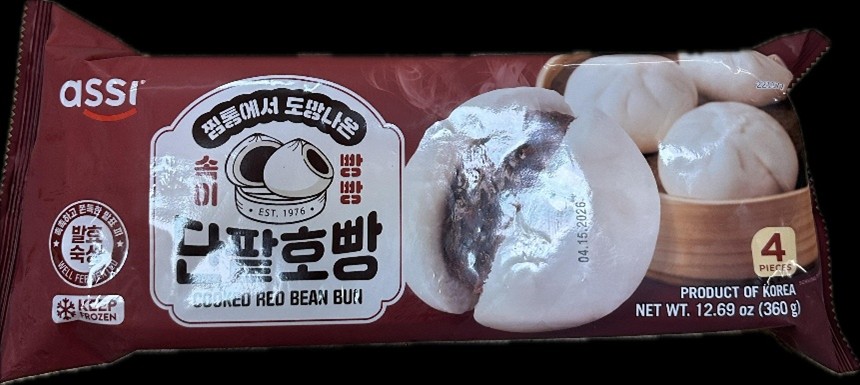 assi
찜통에서 도망나온
속이
빵빵
EST. 1976
단팥호빵
COOKED RED BEAN BUN
발효
숙성
WELL FERMENTED
KEEP
FROZEN
04.15.2026
4
PIECES
PRODUCT OF KOREA
NET WT. 12.69 oz (360 g)